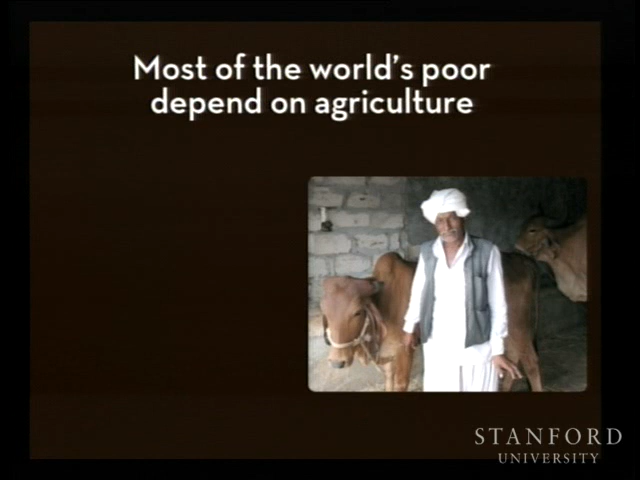 Most of the world's poor
depend on agriculture
STANFORD
UNIVERSITY